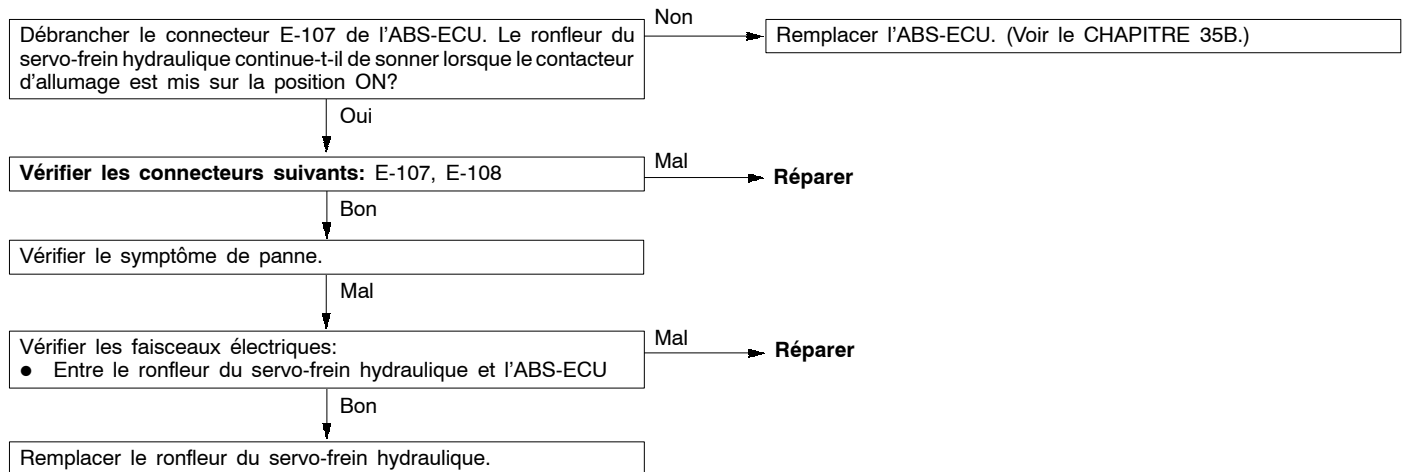 Débrancher le connecteur E-107 de l'ABS-ECU. Le ronfleur du
servo-frein hydraulique continue-t-il de sonner lorsque le contacteur
d'allumage est mis sur la position ON?
Non
Remplacer l'ABS-ECU. (Voir le CHAPITRE 35B.)
Oui
Vérifier les connecteurs suivants: E-107, E-108
Mal
Réparer
Bon
Vérifier le symptôme de panne.
Mal
Vérifier les faisceaux électriques:
● Entre le ronfleur du servo-frein hydraulique et l'ABS-ECU
Mal
Réparer
Bon
Remplacer le ronfleur du servo-frein hydraulique.